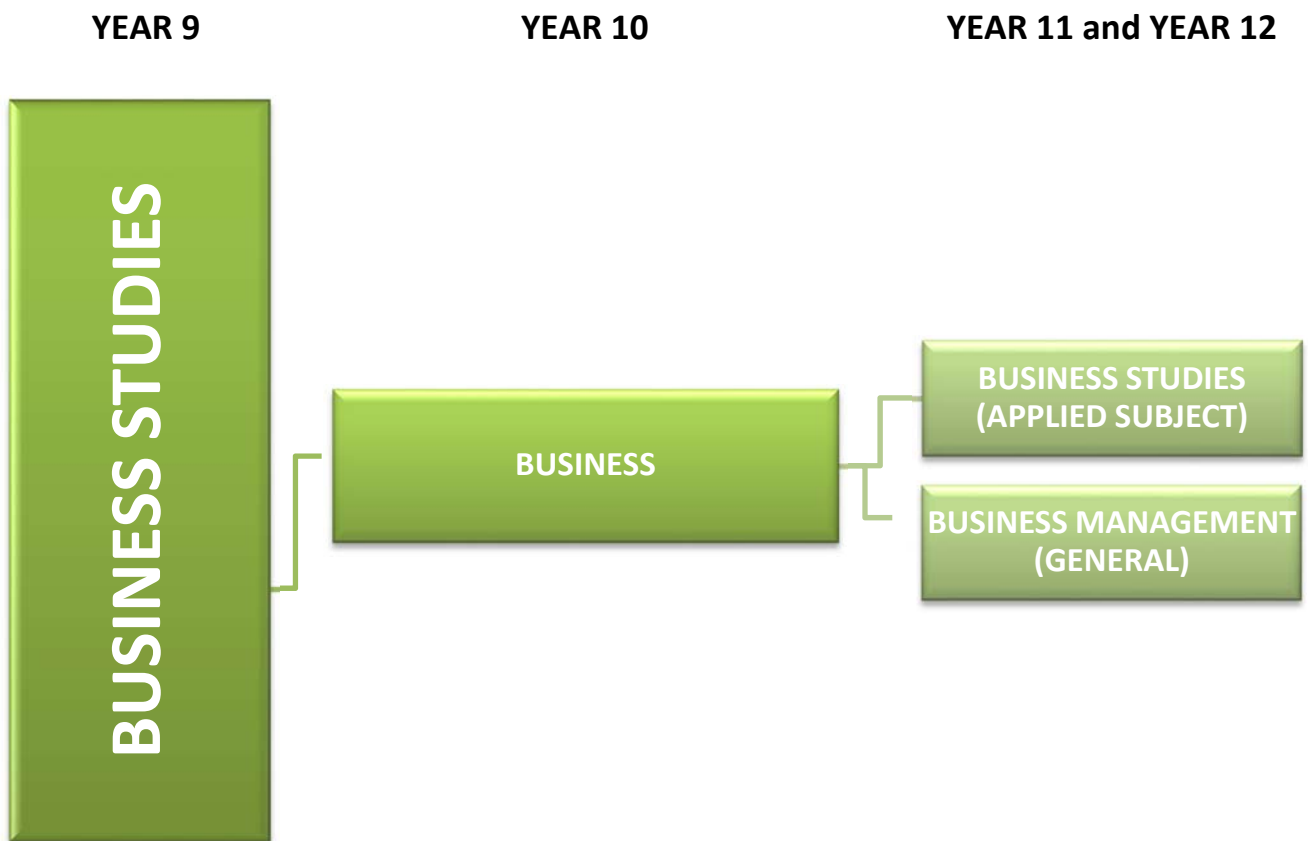 YEAR 9
YEAR 10
YEAR 11 and YEAR 12
BUSINESS STUDIES
BUSINESS
BUSINESS STUDIES
(APPLIED SUBJECT)
BUSINESS MANAGEMENT
(GENERAL)